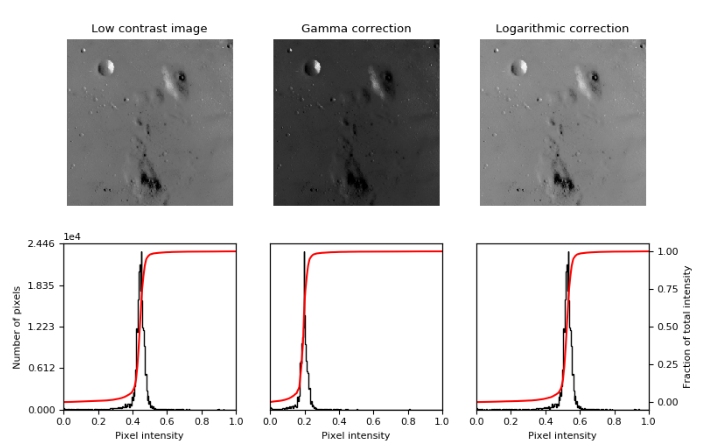 Low contrast image
Gamma correction
Logarithmic correction
1e4
2.446
1.835
1.223
0.612
0.000
Number of pixels
0.0 0.2 0.4 0.6 0.8 1.0
Pixel intensity
0.0 0.2 0.4 0.6 0.8 1.0
Pixel intensity
0.0 0.2 0.4 0.6 0.8 1.0
Pixel intensity
1.00
0.75
0.50
0.25
0.00
Fraction of total intensity